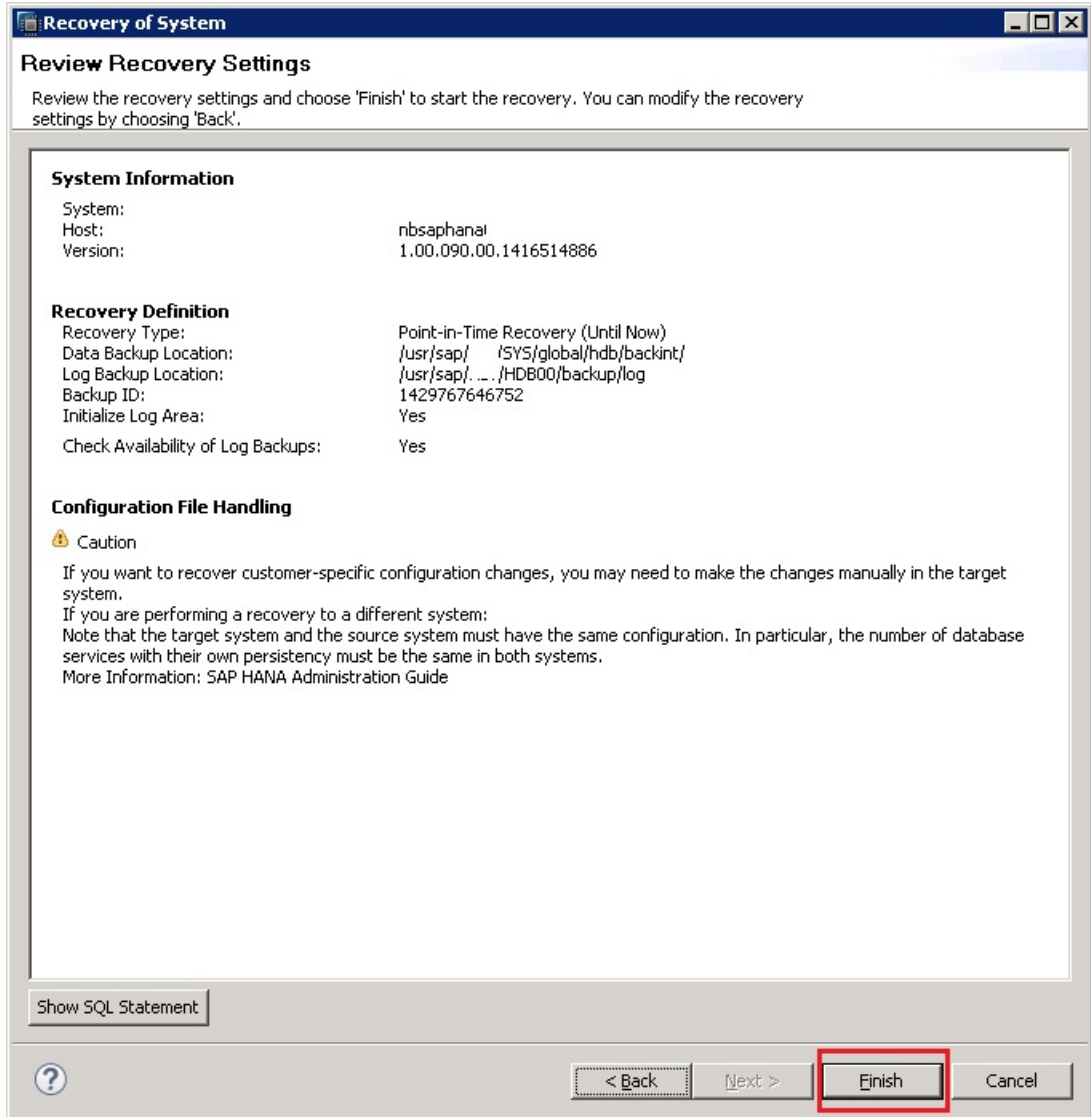 Recovery of System
Review Recovery Settings
Review the recovery settings and choose 'Finish' to start the recovery. You can modify the recovery
settings by choosing 'Back'.
System Information
System:
Host: nbsaphana
Version: 1.00.090.00.1416514886
Recovery Definition
Recovery Type: Point-in-Time Recovery (Until Now)
Data Backup Location: /usr/sap/ /SYS/global/hdb/backint/
Log Backup Location: /usr/sap/ /HDB00/backup/log
Backup ID: 1429767646752
Initialize Log Area: Yes
Check Availability of Log Backups: Yes
Configuration File Handling
Caution
If you want to recover customer-specific configuration changes, you may need to make the changes manually in the target
system.
If you are performing a recovery to a different system:
Note that the target system and the source system must have the same configuration. In particular, the number of database
services with their own persistency must be the same in both systems.
More Information: SAP HANA Administration Guide
Show SQL Statement
? < Back Next > Finish Cancel